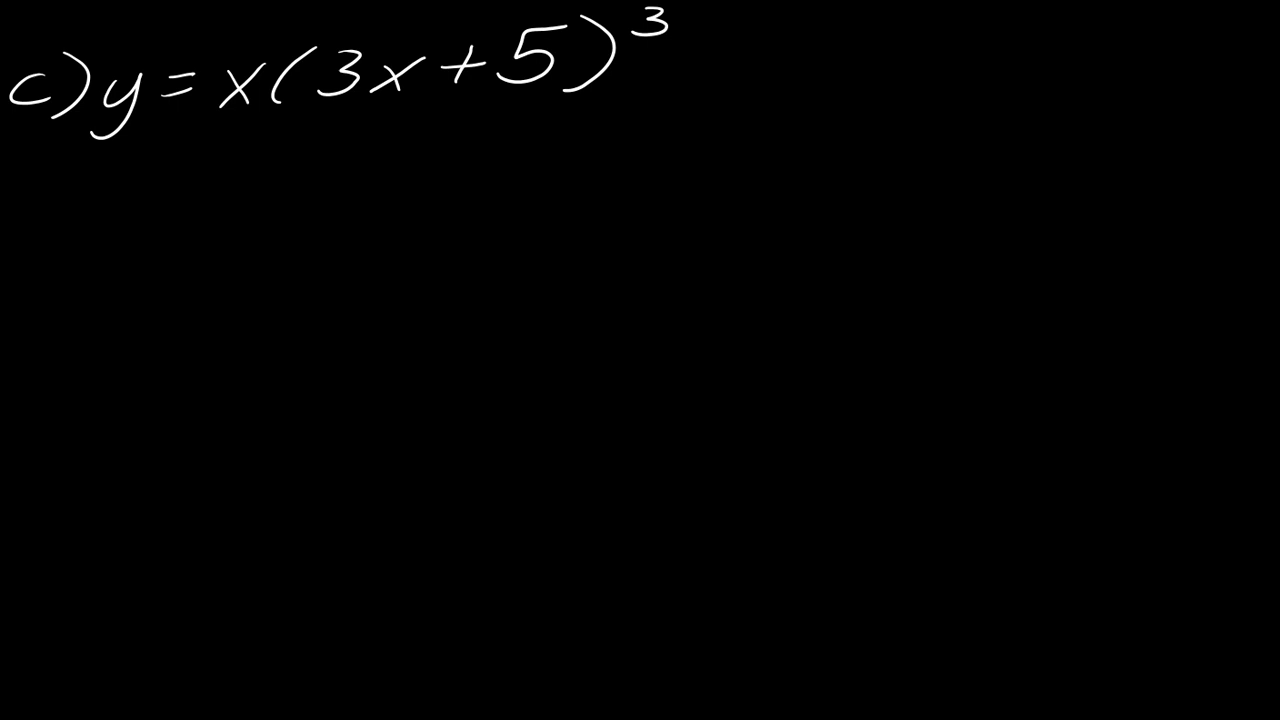 c) y = x(3x+5)³